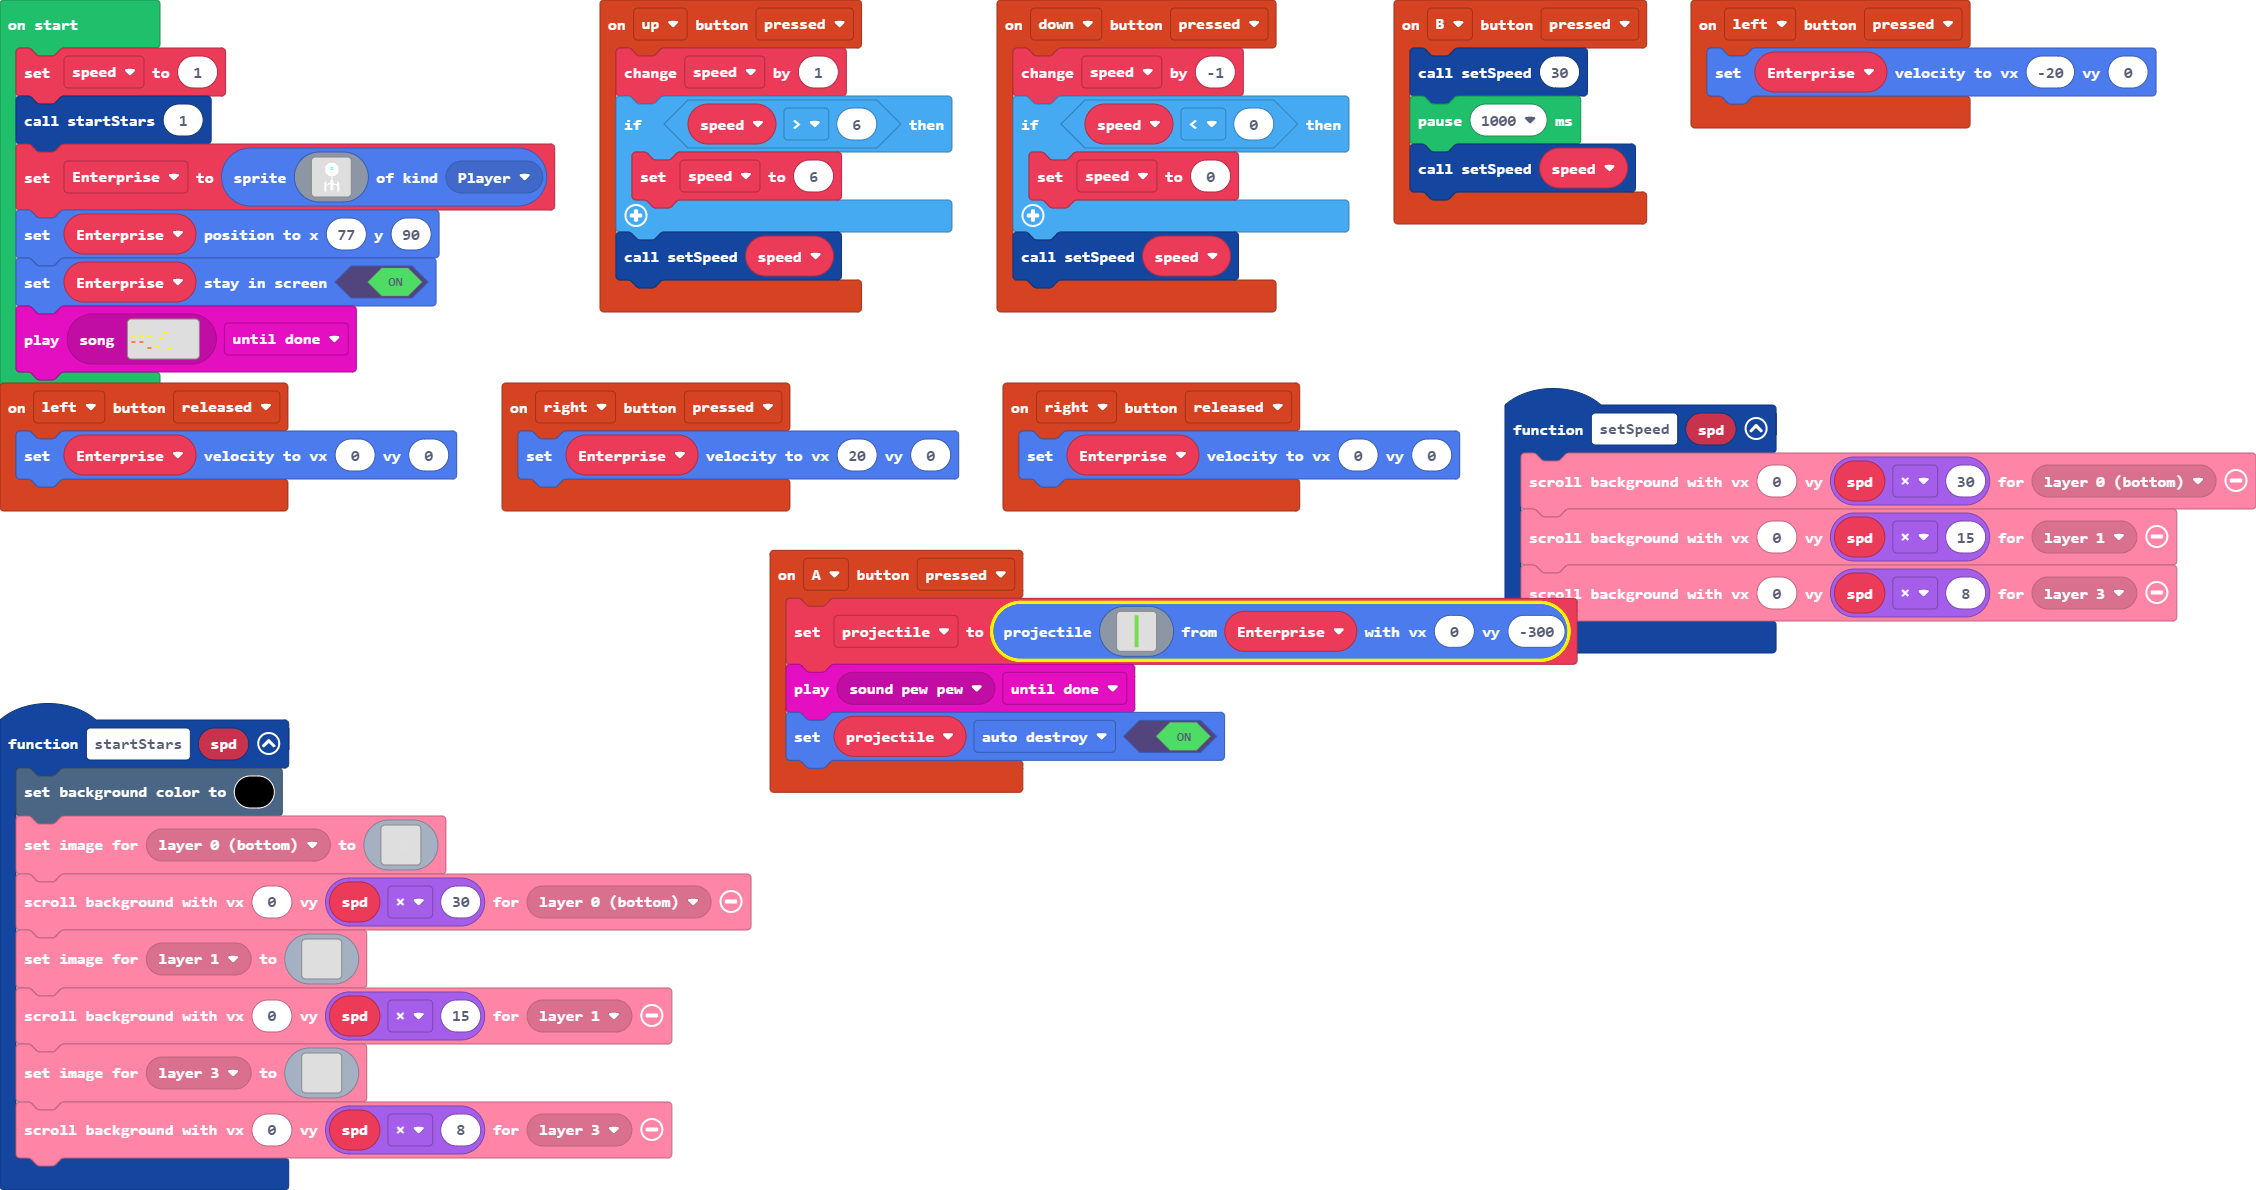 on start
set speed to 1
call startStars 1
set Enterprise to sprite of kind Player
set Enterprise position to x 77 y 90
set Enterprise stay in screen ON
play song until done
on up button pressed
change speed by 1
if speed > 6 then
set speed to 6
call setSpeed speed
on down button pressed
change speed by -1
if speed < 0 then
set speed to 0
call setSpeed speed
on B button pressed
call setSpeed 30
pause 1000 ms
call setSpeed speed
on left button pressed
set Enterprise velocity to vx -20 vy 0
on left button released
set Enterprise velocity to vx 0 vy 0
on right button pressed
set Enterprise velocity to vx 20 vy 0
on right button released
set Enterprise velocity to vx 0 vy 0
function setSpeed spd
scroll background with vx 0 vy spd × 30 for layer 0 (bottom)
scroll background with vx 0 vy spd × 15 for layer 1
scroll background with vx 0 vy spd × 8 for layer 3
on A button pressed
set projectile to projectile from Enterprise with vx 0 vy -300
play sound pew pew until done
set projectile auto destroy ON
function startStars spd
set background color to
set image for layer 0 (bottom) to
scroll background with vx 0 vy spd × 30 for layer 0 (bottom)
set image for layer 1 to
scroll background with vx 0 vy spd × 15 for layer 1
set image for layer 3 to
scroll background with vx 0 vy spd × 8 for layer 3